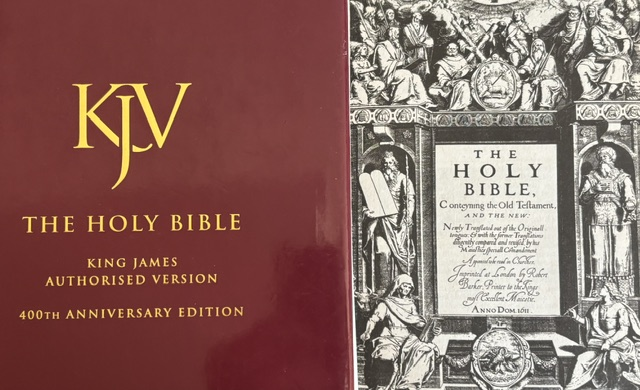 KJV
THE HOLY BIBLE
KING JAMES
AUTHORISED VERSION
400TH ANNIVERSARY EDITION
THE
HOLY
BIBLE,
Conteyning the Old Testament,
AND THE NEW:
Newly Translated out of the Originall
tongues: & with the former Translations
diligently compared and reuised, by his
Maiesties speciall Comandement.
Appointed to be read in Churches.
Imprinted at London by Robert
Barker, Printer to the Kings
most Excellent Maiestie.
ANNO DOM. 1611.